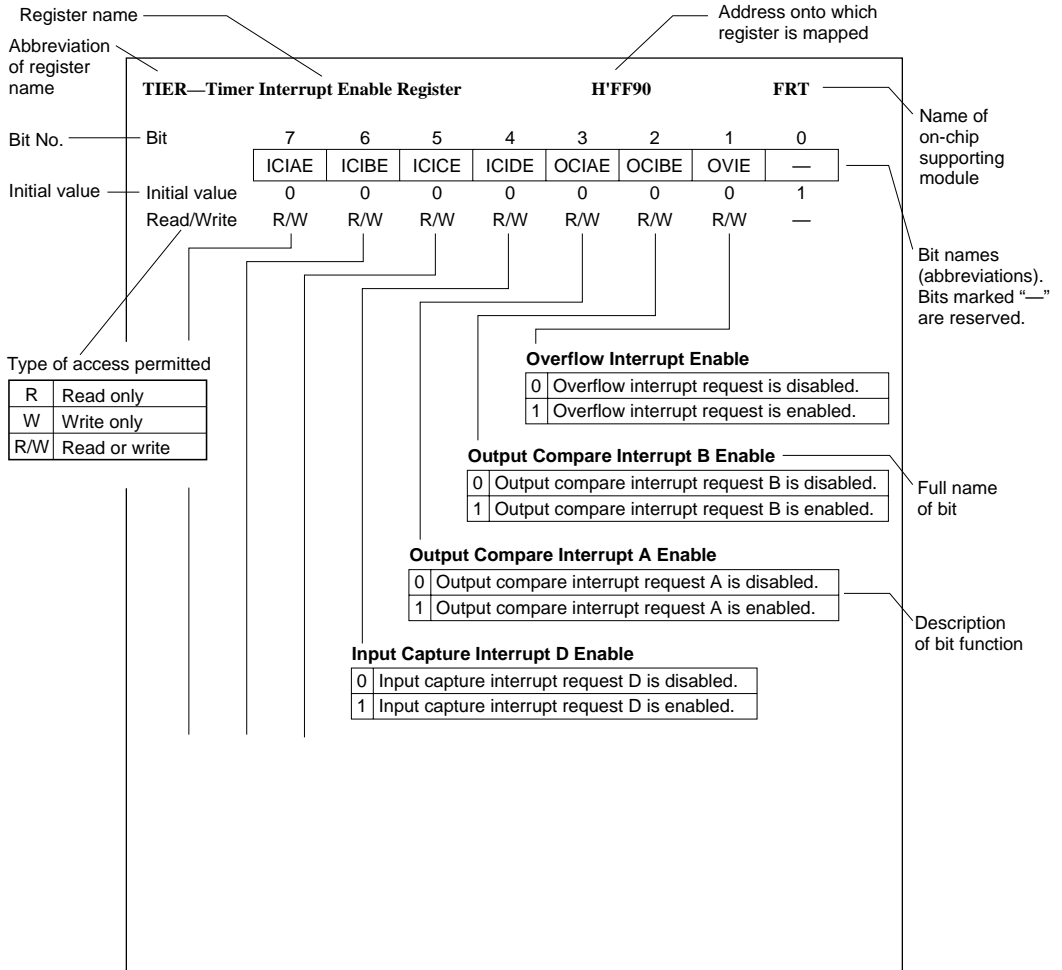 Register name
Address onto which
register is mapped
Abbreviation
of register
name
TIER—Timer Interrupt Enable Register H'FF90 FRT
Name of
on-chip
supporting
module
Bit No.
Bit 7 6 5 4 3 2 1 0
ICIAE ICIBE ICICE ICIDE OCIAE OCIBE OVIE —
Initial value
Initial value 0 0 0 0 0 0 0 1
Read/Write R/W R/W R/W R/W R/W R/W R/W —
Bit names
(abbreviations).
Bits marked “—”
are reserved.
Type of access permitted
R Read only
W Write only
R/W Read or write
Overflow Interrupt Enable
0 Overflow interrupt request is disabled.
1 Overflow interrupt request is enabled.
Output Compare Interrupt B Enable
0 Output compare interrupt request B is disabled.
1 Output compare interrupt request B is enabled.
Full name
of bit
Output Compare Interrupt A Enable
0 Output compare interrupt request A is disabled.
1 Output compare interrupt request A is enabled.
Description
of bit function
Input Capture Interrupt D Enable
0 Input capture interrupt request D is disabled.
1 Input capture interrupt request D is enabled.